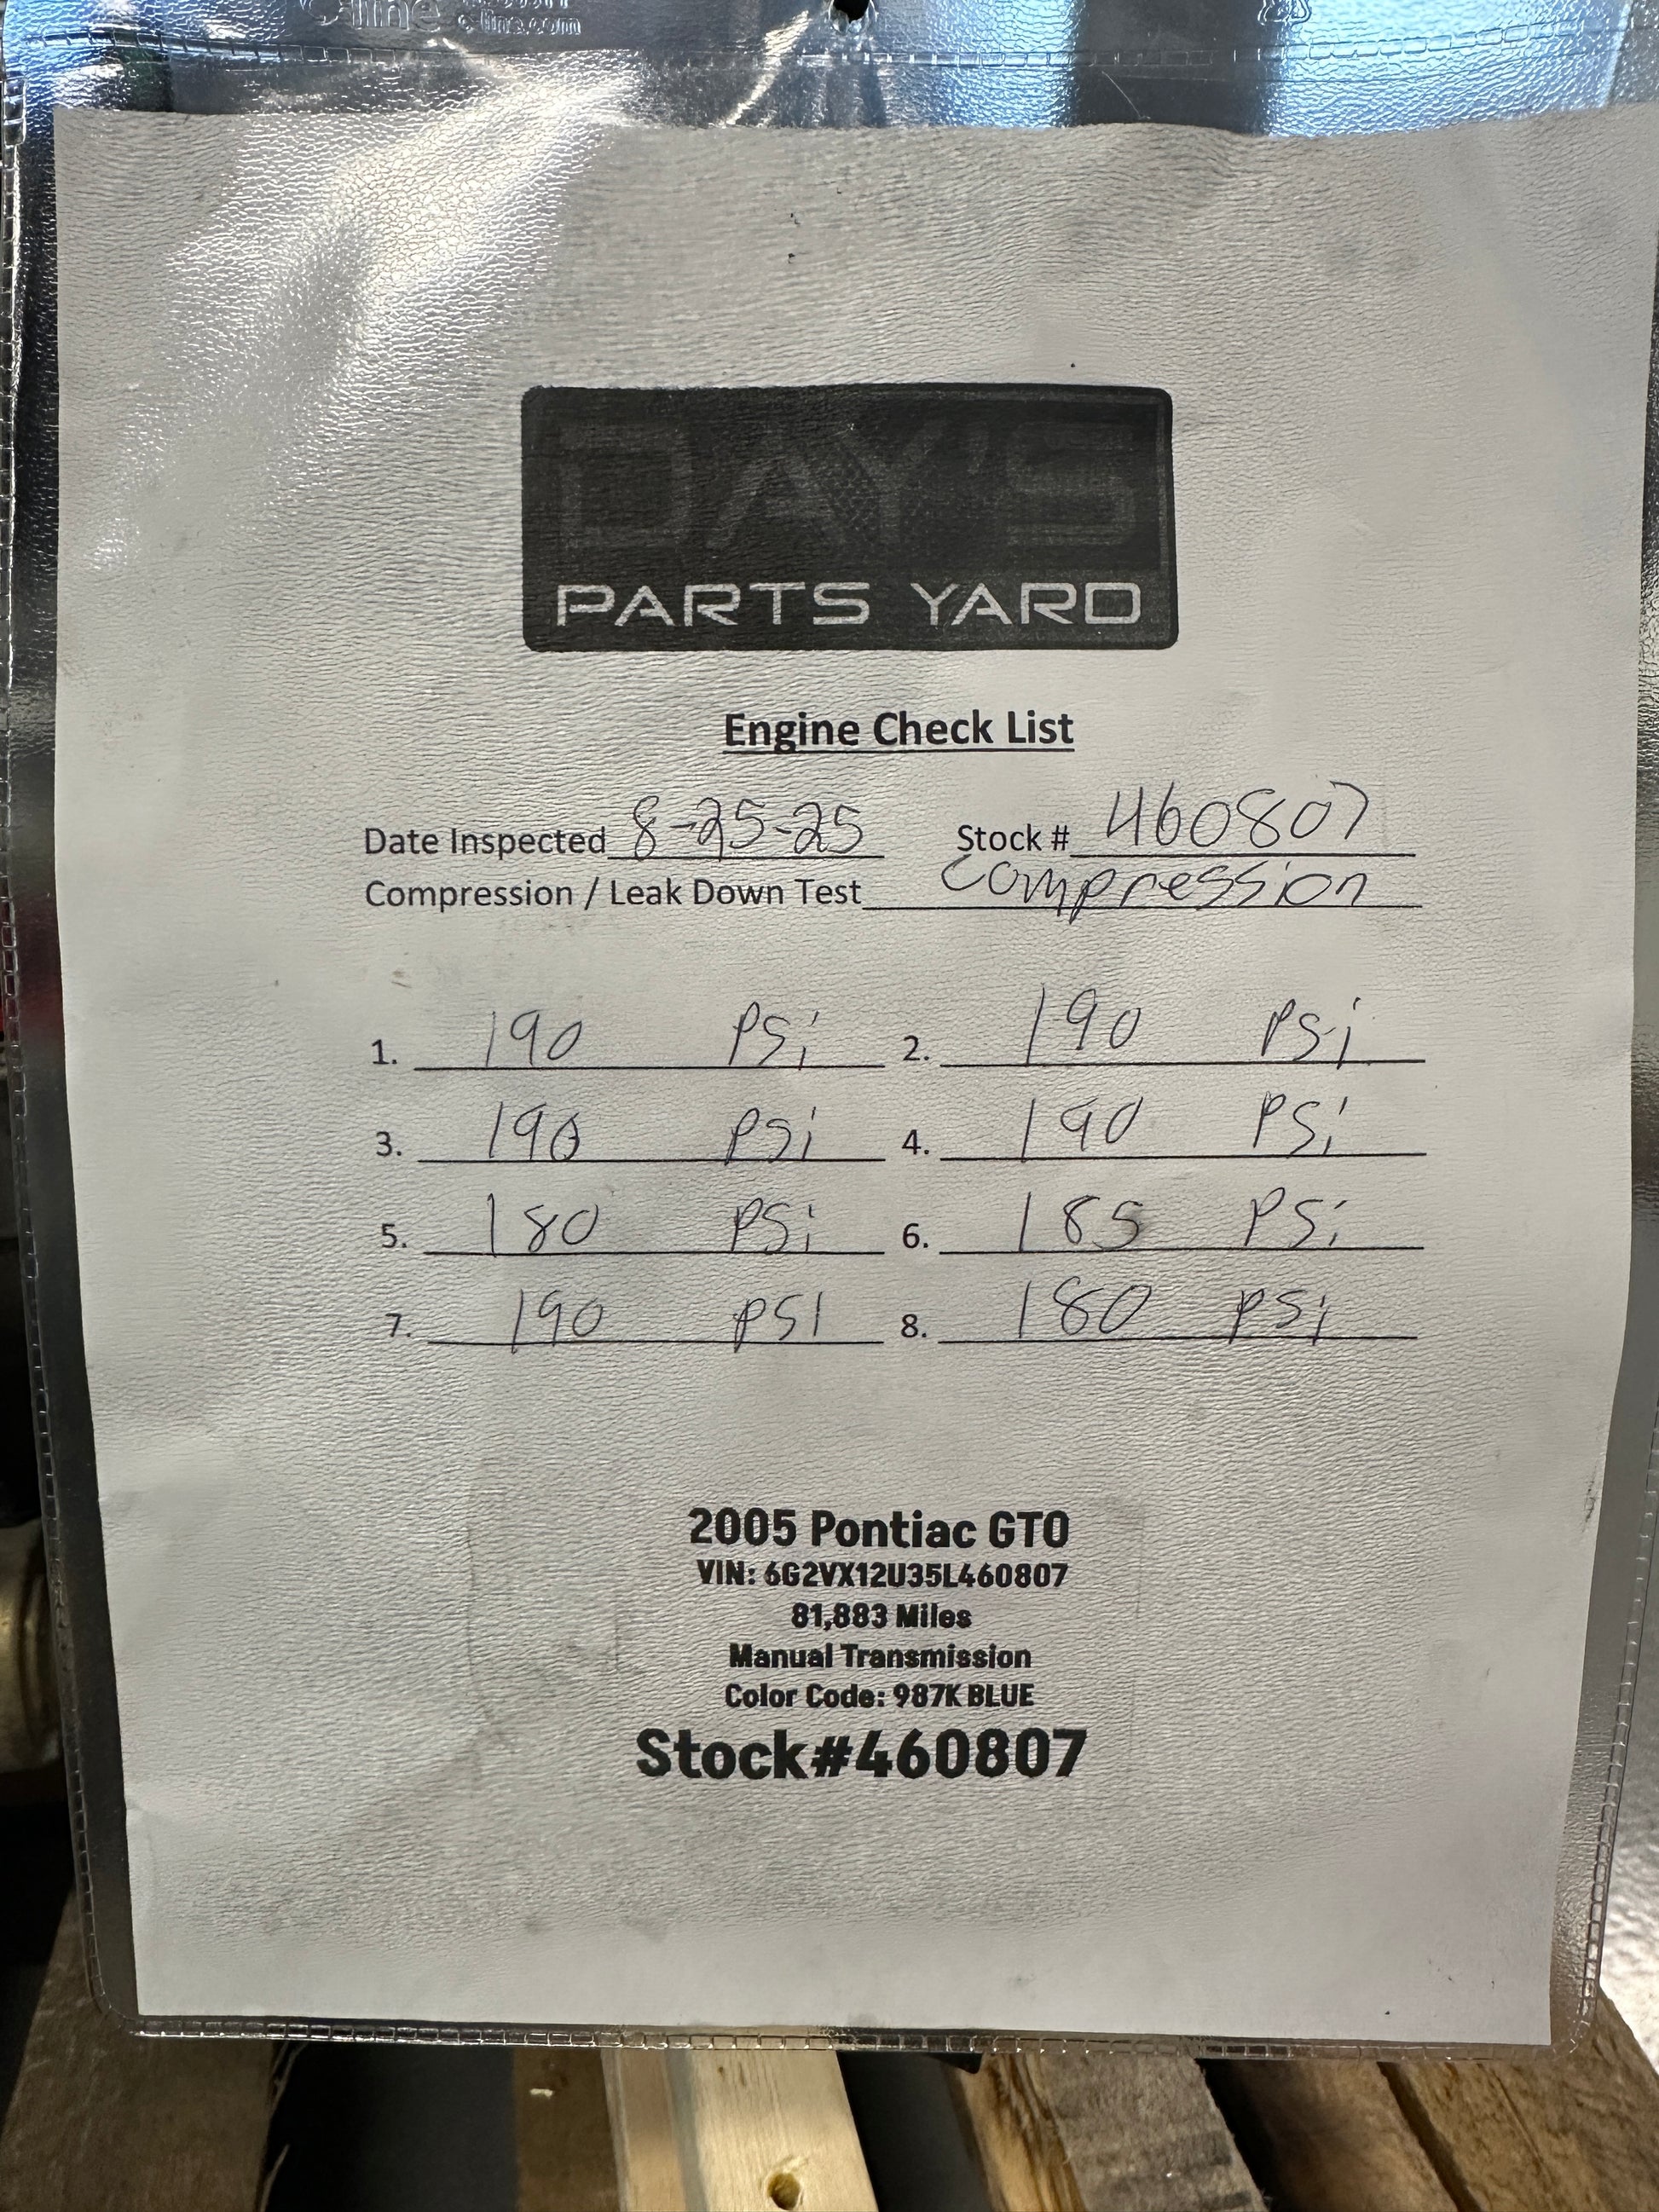 c-line.com
DAY'S
PARTS YARD
Engine Check List
Date Inspected 8-25-25 Stock # 460807
Compression / Leak Down Test compression
1. 190 PSi 2. 190 PSi
3. 190 PSi 4. 190 PSi
5. 180 PSi 6. 185 PSi
7. 190 PSI 8. 180 PSi
2005 Pontiac GTO
VIN: 6G2VX12U35L460807
81,883 Miles
Manual Transmission
Color Code: 987K BLUE
Stock#460807